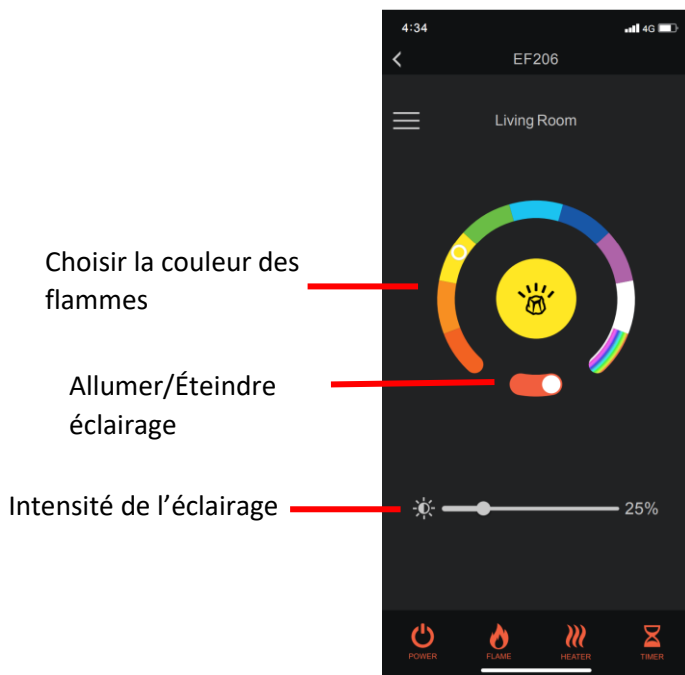 4:34
4G
EF206
Living Room
Choisir la couleur des
flammes
Allumer/Éteindre
éclairage
Intensité de l’éclairage
25%
POWER
FLAME
HEATER
TIMER